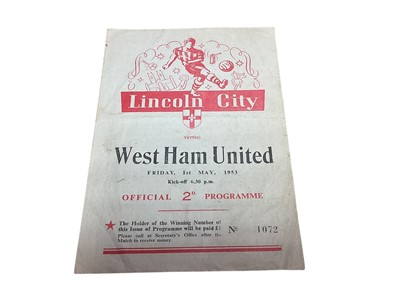 Lincoln City
versus
West Ham United
FRIDAY, 1st MAY, 1953
Kick-off 6.30 p.m.
OFFICIAL 2D PROGRAMME
The Holder of the Winning Number of
this Issue of Programme will be paid £
Please call at Secretary's Office after the
Match to receive money
No 1072